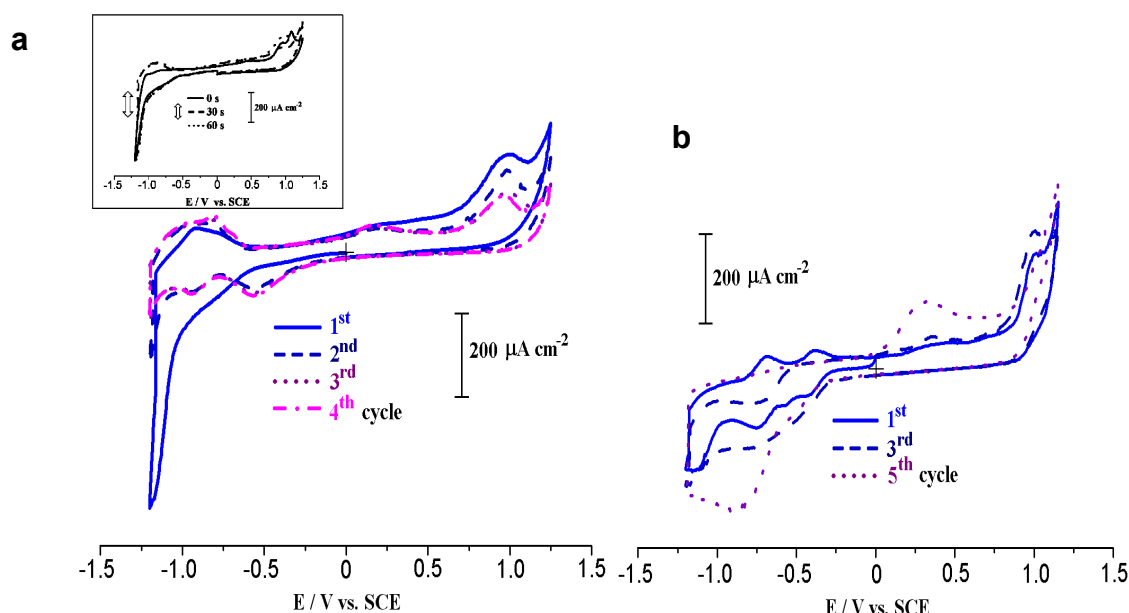 a
0 s
30 s
60 s
200 μA cm-2
-1.5 -1.0 -0.5 0 0.5 1.0 1.5
E / V vs. SCE
1st
2nd
3rd
4th cycle
200 μA cm-2
-1.5 -1.0 -0.5 0 0.5 1.0 1.5
E / V vs. SCE
b
200 μA cm-2
1st
3rd
5th cycle
-1.5 -1.0 -0.5 0 0.5 1.0 1.5
E / V vs. SCE